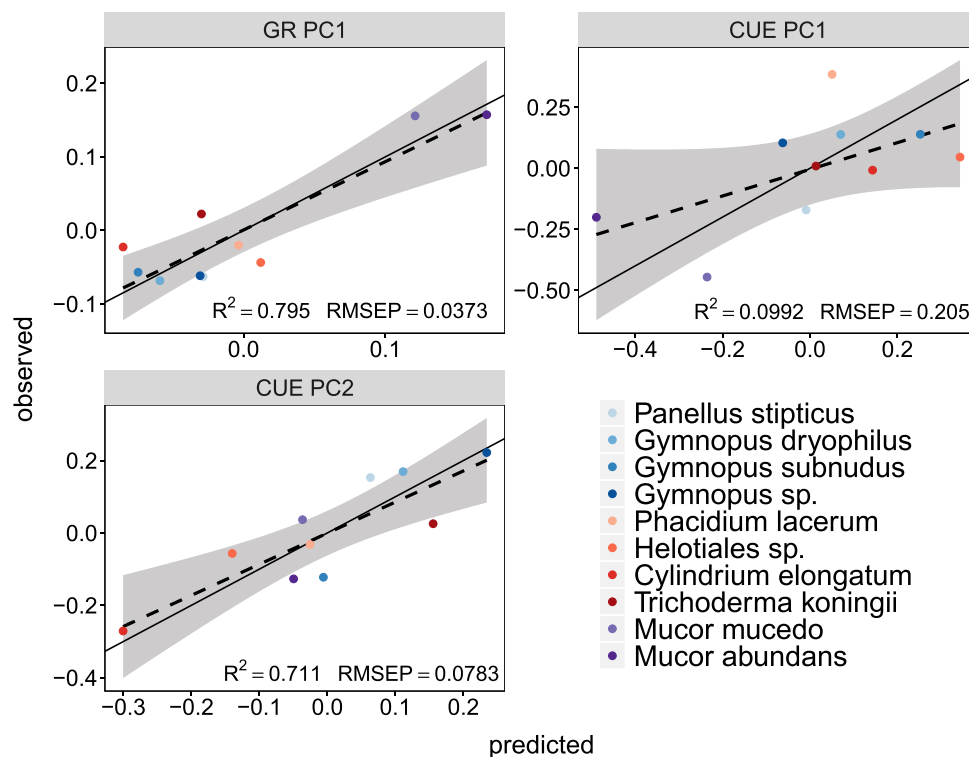 GR PC1
0.2
0.1
0.0
−0.1
R² = 0.795 RMSEP = 0.0373
0.0 0.1
CUE PC1
0.25
0.00
−0.25
−0.50
R² = 0.0992 RMSEP = 0.205
−0.4 −0.2 0.0 0.2
observed
CUE PC2
0.2
0.0
−0.2
−0.4
R² = 0.711 RMSEP = 0.0783
−0.3 −0.2 −0.1 0.0 0.1 0.2
Panellus stipticus
Gymnopus dryophilus
Gymnopus subnudus
Gymnopus sp.
Phacidium lacerum
Helotiales sp.
Cylindrium elongatum
Trichoderma koningii
Mucor mucedo
Mucor abundans
predicted